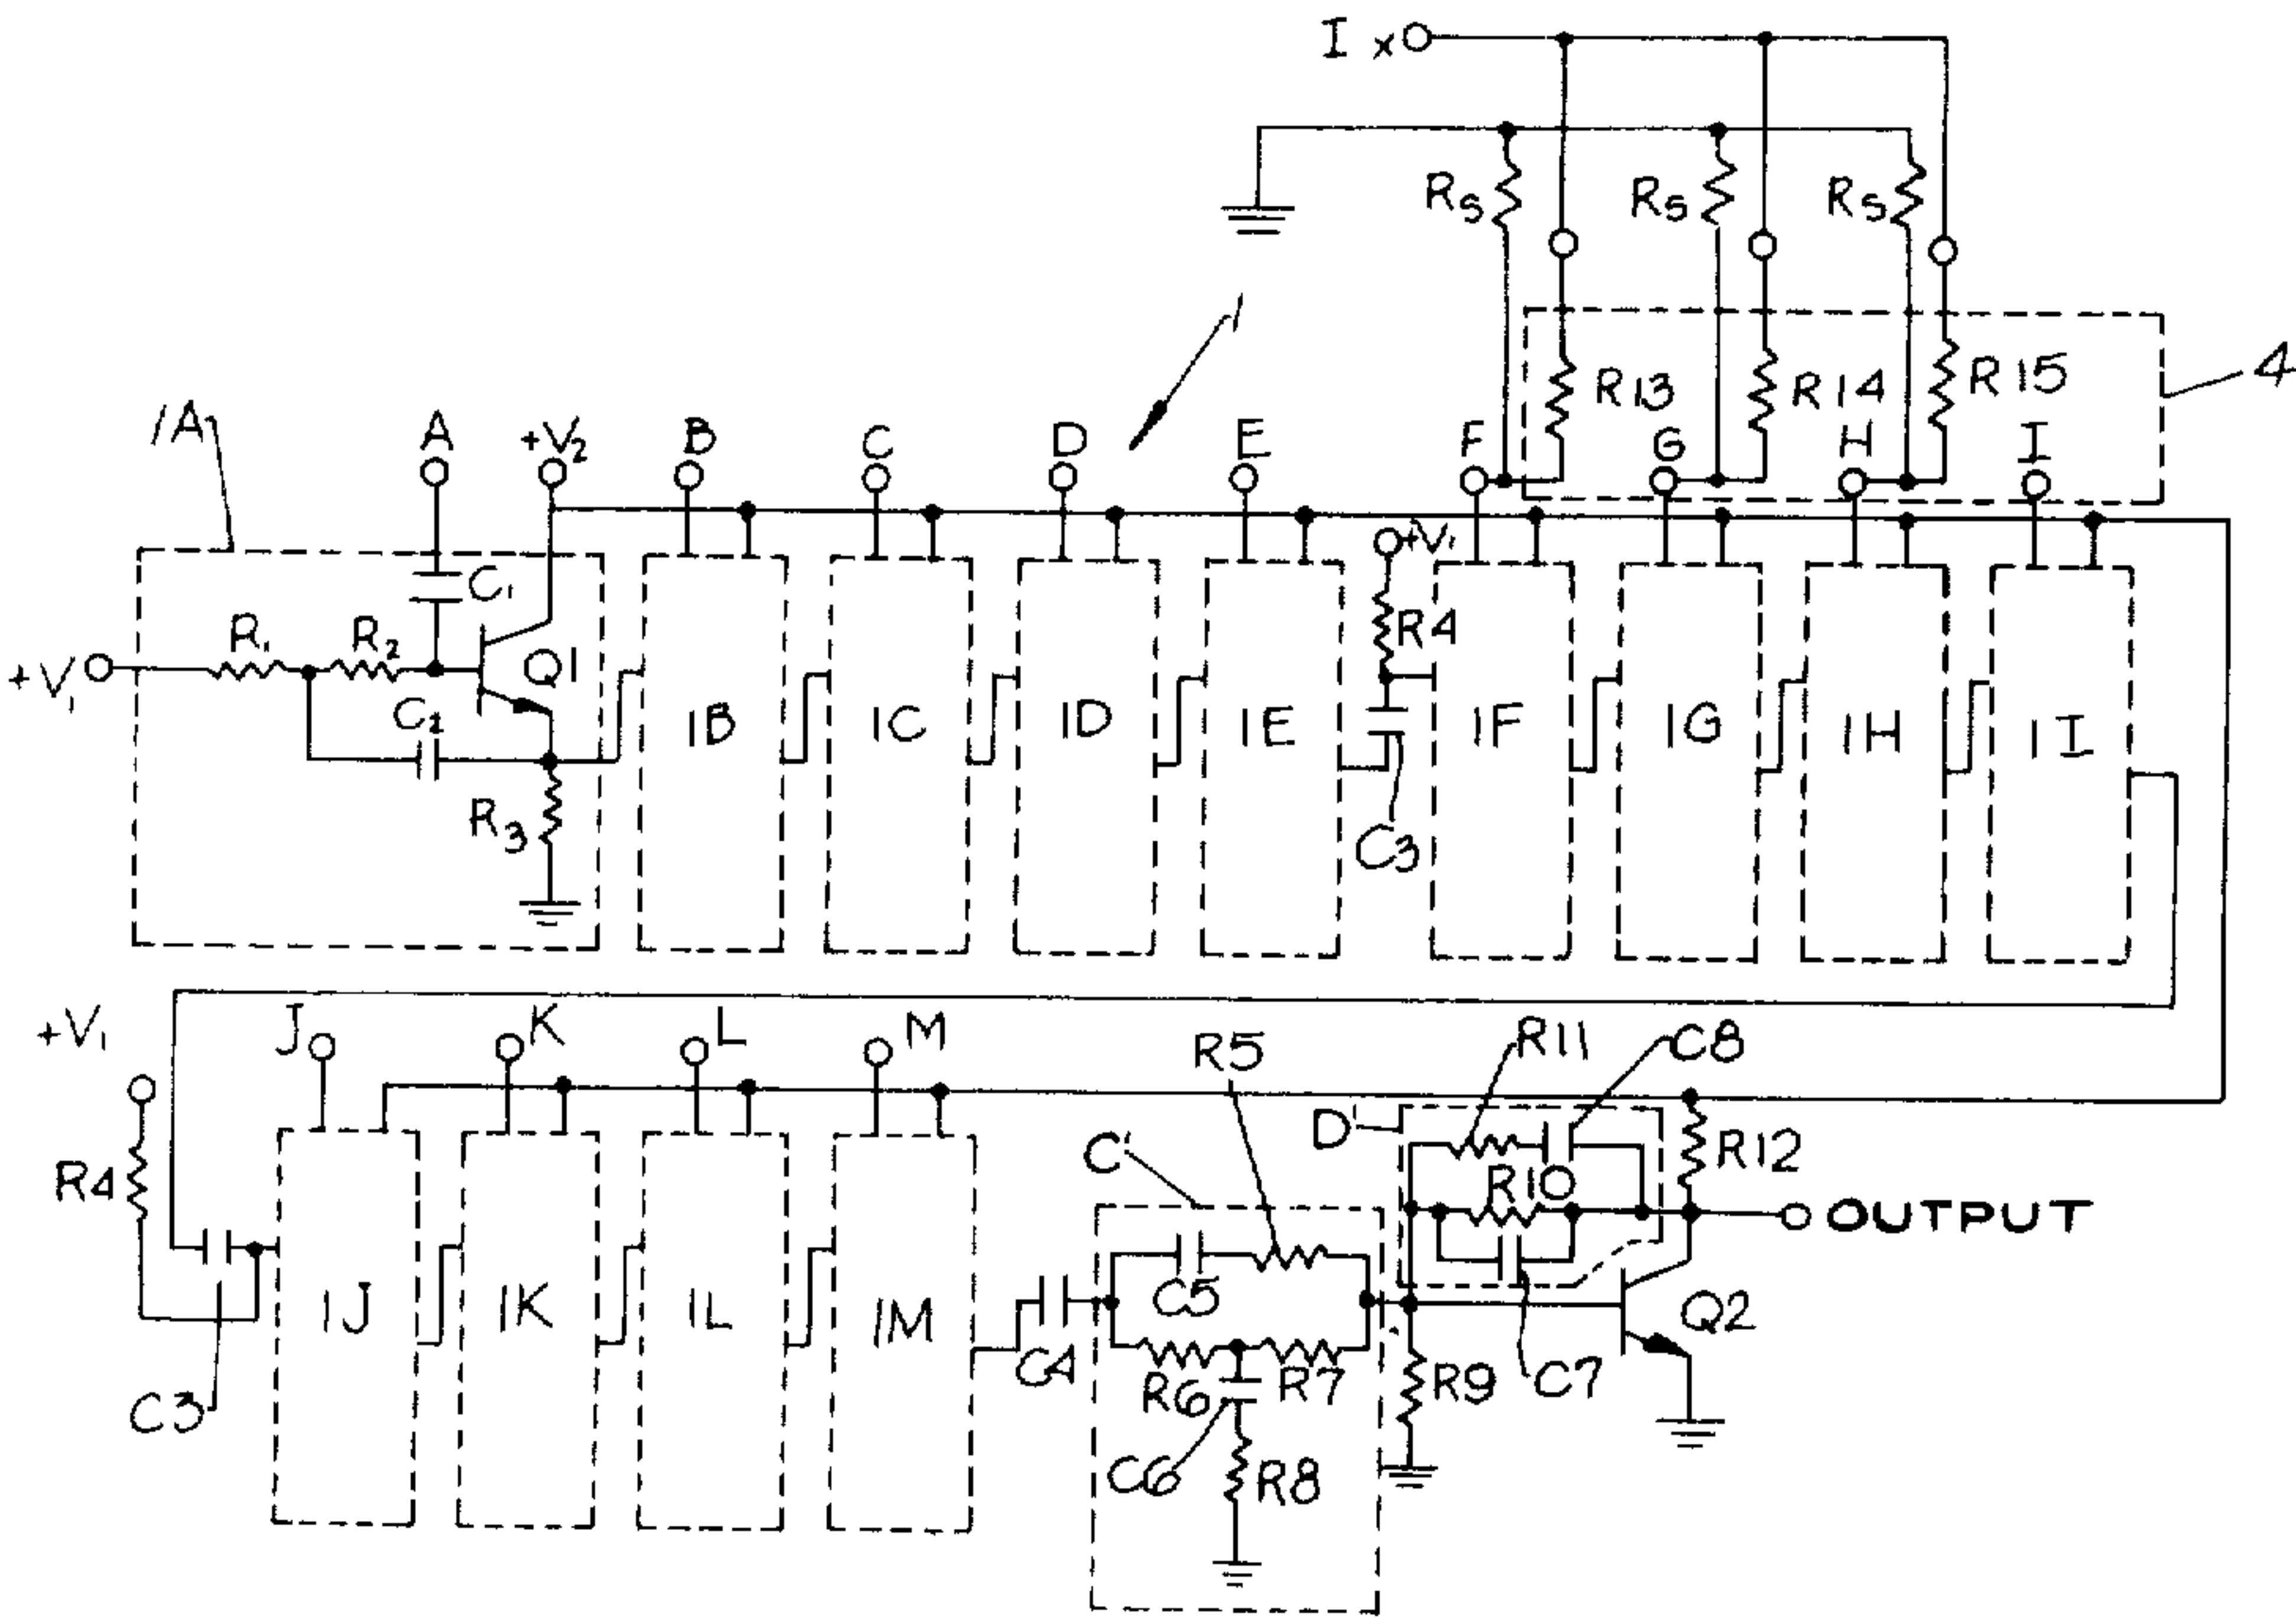 I x
Rs Rs Rs
1
R13 R14 R15 4
1A A +V2 B C D E F G H I
+V1
C1
R4
R1 R2 Q1
+V1
C2
1B 1C 1D 1E 1F 1G 1H 1I
R3
C3
+V1 J K L M R5 R11 C8
D'
C' R12
R4 R10
OUTPUT
C5
1J 1K 1L 1M Q2
C4 R6 R7 R9 C7
C3
C6 R8